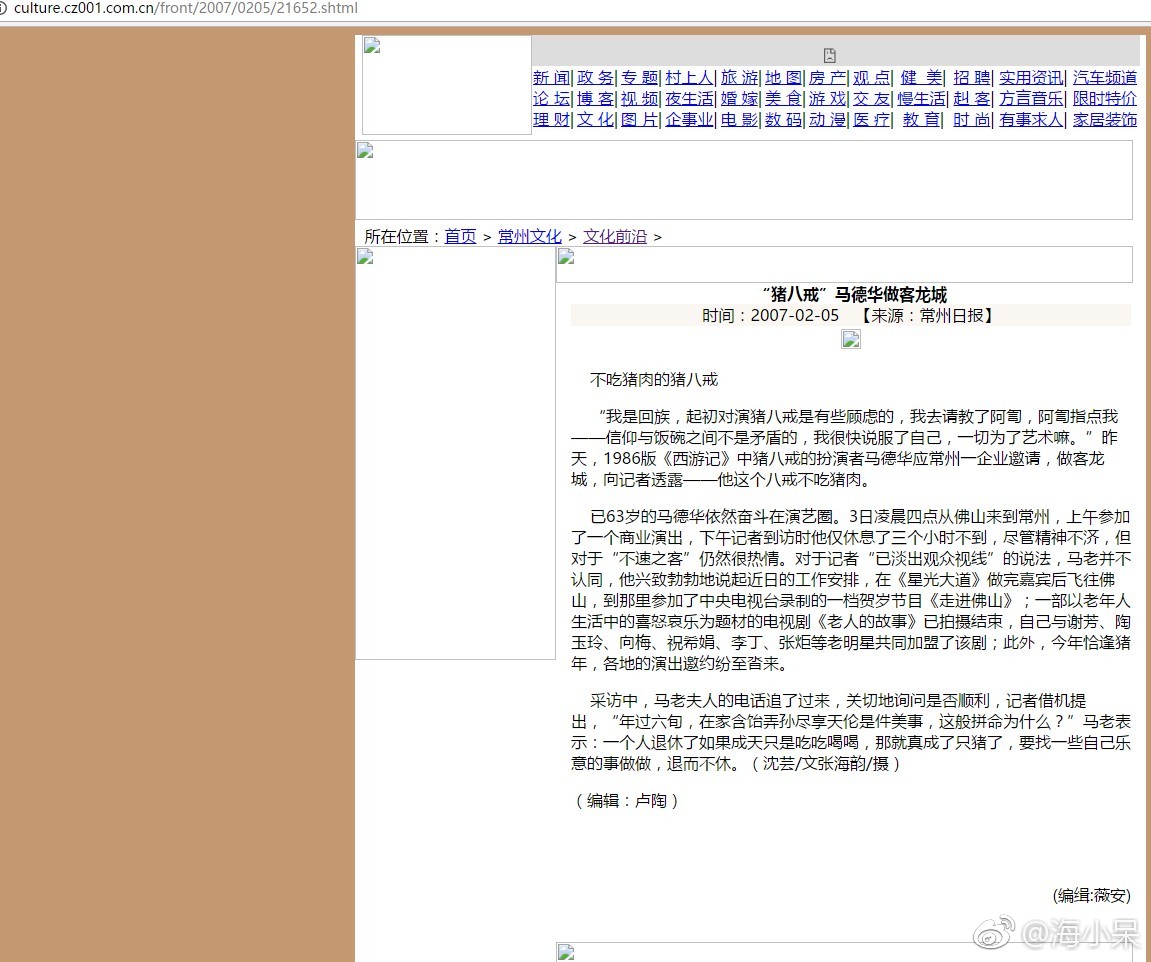 culture.cz001.com.cn/front/2007/0205/21652.shtml
新 闻| 政 务| 专 题| 村上人| 旅 游| 地 图| 房 产| 观 点| 健 美| 招 聘| 实用资讯| 汽车频道
论 坛| 博 客| 视 频| 夜生活| 婚 嫁| 美 食| 游 戏| 交 友| 慢生活| 赶 客| 方言音乐| 限时特价
理 财| 文 化| 图 片| 企事业| 电 影| 数 码| 动 漫| 医 疗| 教 育| 时 尚| 有事求人| 家居装饰
所在位置：首页 > 常州文化 > 文化前沿 >
“猪八戒”马德华做客龙城
时间：2007-02-05 【来源：常州日报】
不吃猪肉的猪八戒
“我是回族，起初对演猪八戒是有些顾虑的，我去请教了阿訇，阿訇指点我
——信仰与饭碗之间不是矛盾的，我很快说服了自己，一切为了艺术嘛。”昨
天，1986版《西游记》中猪八戒的扮演者马德华应常州一企业邀请，做客龙
城，向记者透露——他这个八戒不吃猪肉。
已63岁的马德华依然奋斗在演艺圈。3日凌晨四点从佛山来到常州，上午参加
了一个商业演出，下午记者到访时他仅休息了三个小时不到，尽管精神不济，但
对于“不速之客”仍然很热情。对于记者“已淡出观众视线”的说法，马老并不
认同，他兴致勃勃地说起近日的工作安排，在《星光大道》做完嘉宾后飞往佛
山，到那里参加了中央电视台录制的一档贺岁节目《走进佛山》；一部以老年人
生活中的喜怒哀乐为题材的电视剧《老人的故事》已拍摄结束，自己与谢芳、陶
玉玲、向梅、祝希娟、李丁、张炬等老明星共同加盟了该剧；此外，今年恰逢猪
年，各地的演出邀约纷至沓来。
采访中，马老夫人的电话追了过来，关切地询问是否顺利，记者借机提
出，“年过六旬，在家含饴弄孙尽享天伦是件美事，这般拼命为什么？”马老表
示：一个人退休了如果成天只是吃吃喝喝，那就真成了只猪了，要找一些自己乐
意的事做做，退而不休。（沈芸/文张海韵/摄）
（编辑：卢陶）
(编缉:薇安)
@海小呆